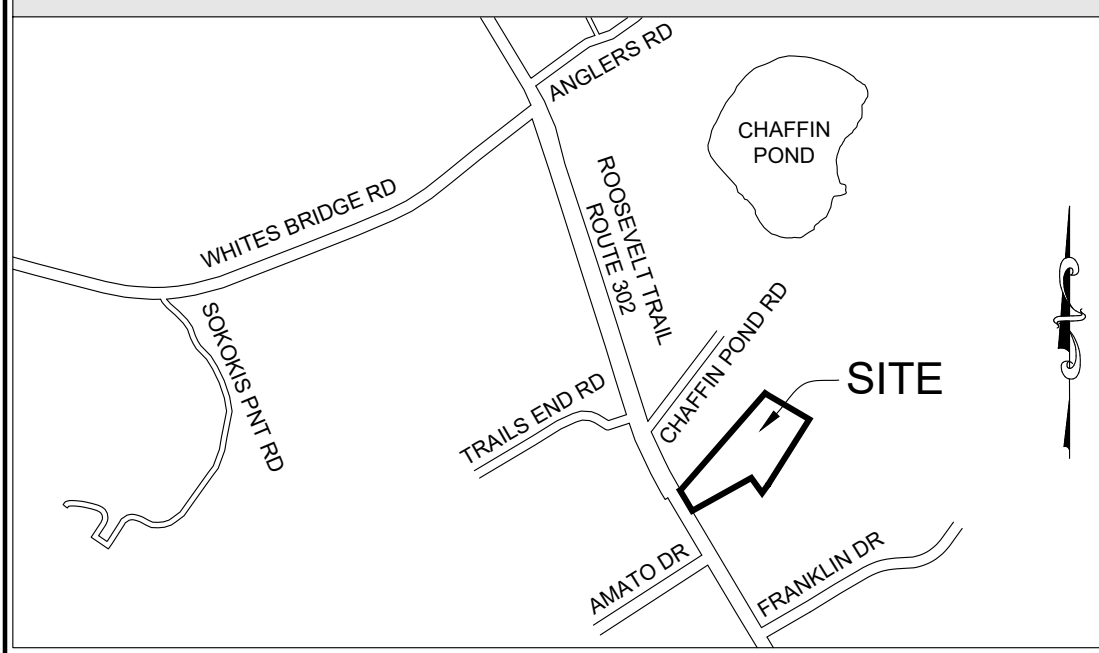 ANGLERS RD
CHAFFIN
POND
WHITES BRIDGE RD
ROOSEVELT TRAIL
ROUTE 302
SOKOKIS PNT RD
CHAFFIN POND RD
TRAILS END RD
SITE
AMATO DR
FRANKLIN DR